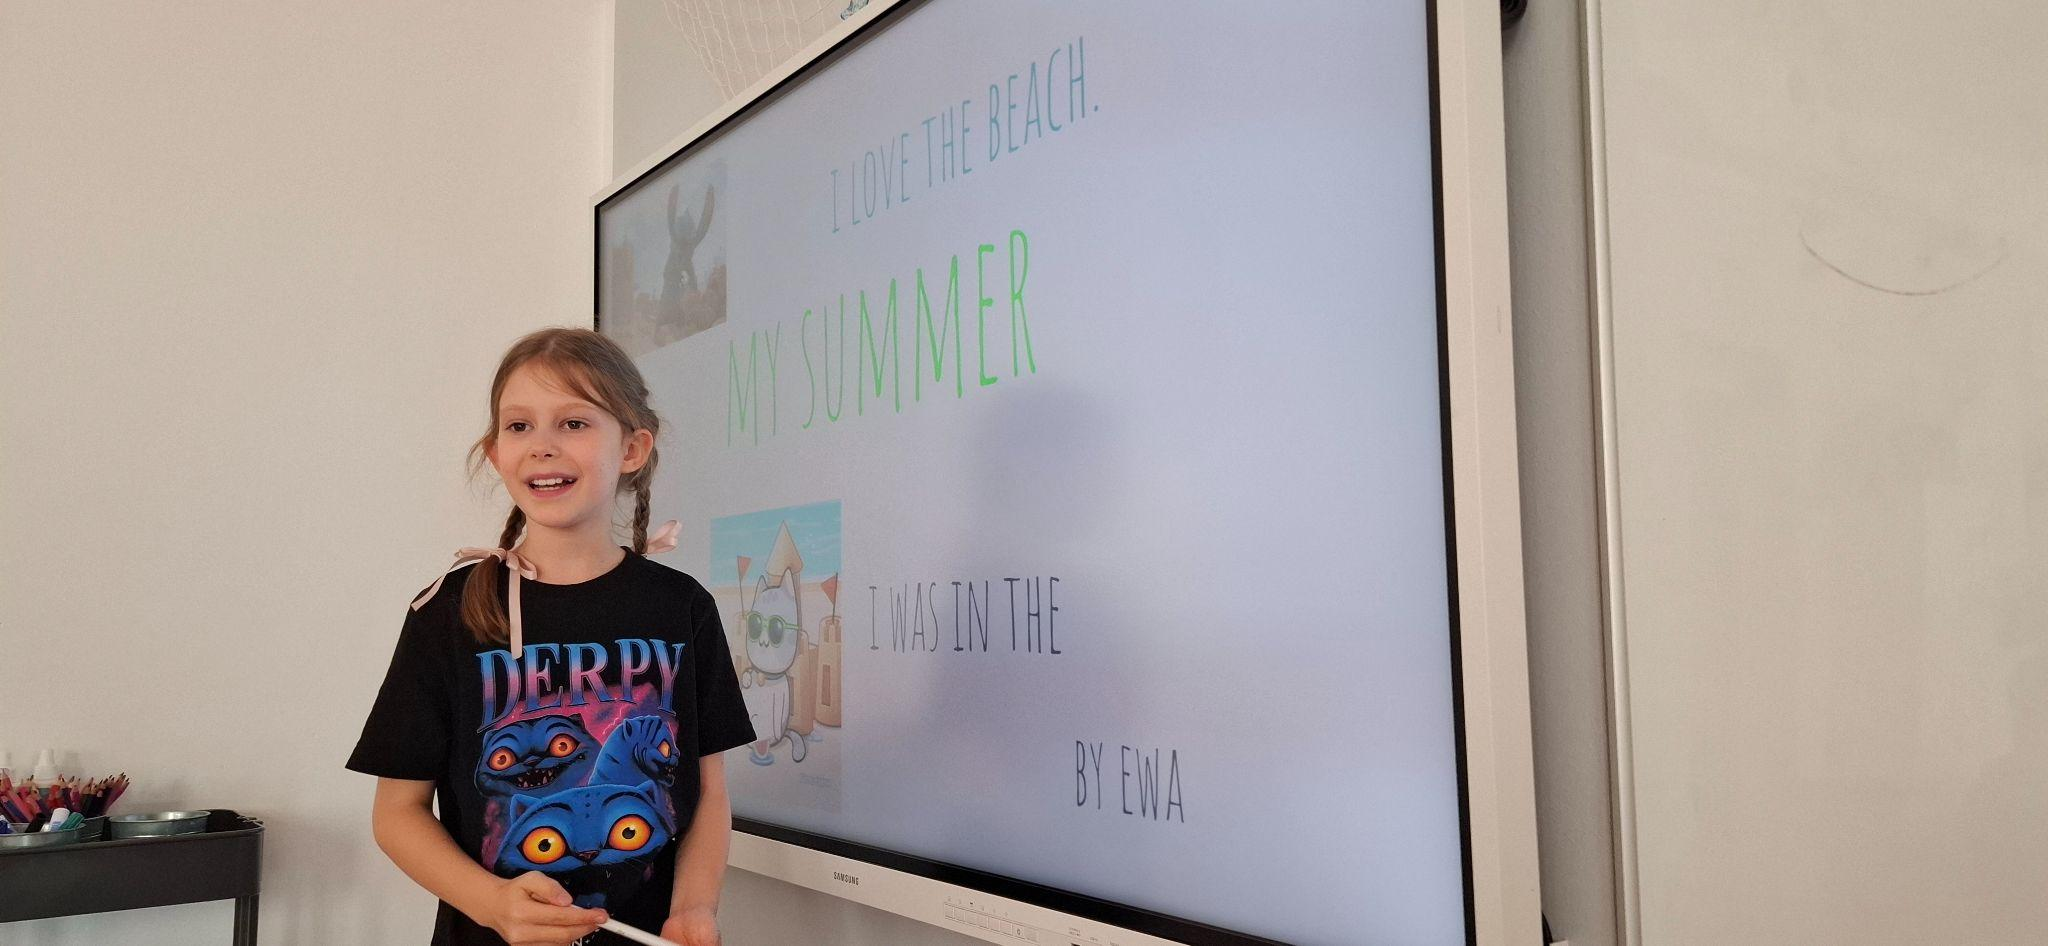 I LOVE THE BEACH.
MY SUMMER
I WAS IN THE
BY EWA
DERPY
SAMSUNG